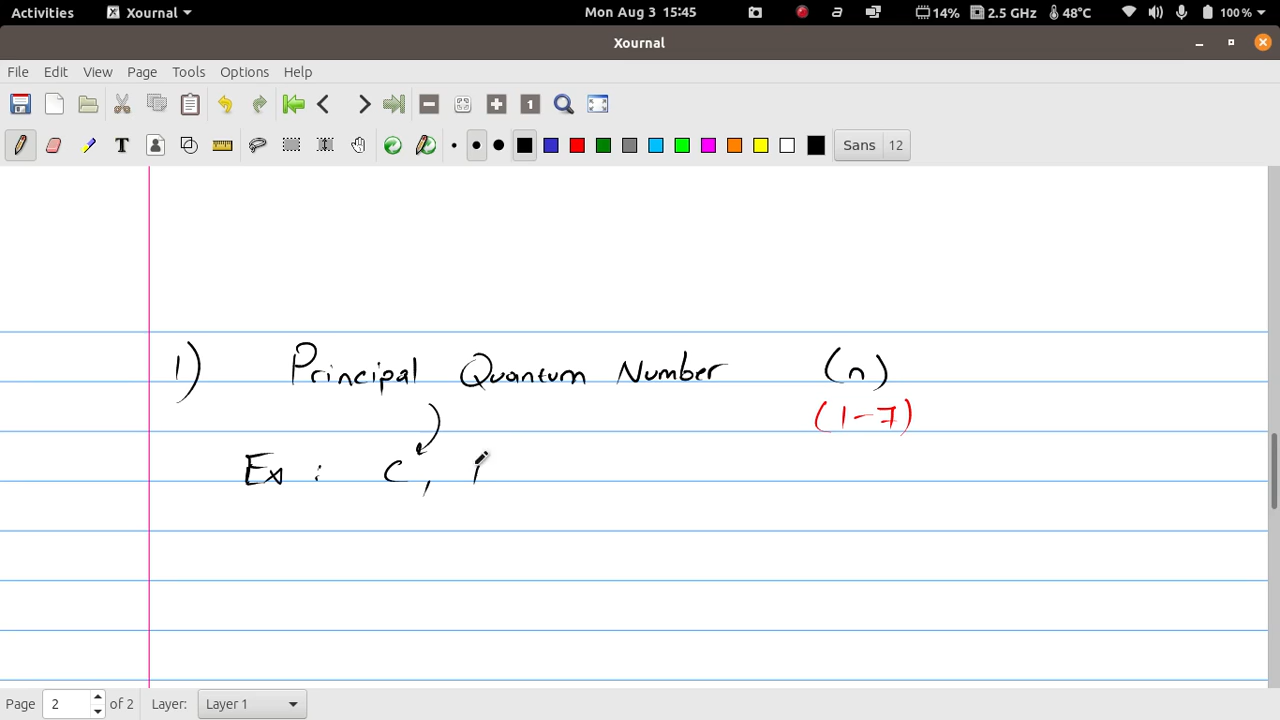 Activities Xournal Mon Aug 3 15:45 a 14% 2.5 GHz 48°C 100 %
Xournal
File Edit View Page Tools Options Help
1
T Sans 12
1) Principal Quantum Number (n)
(1-7)
Ex : C,
Page 2 of 2 Layer: Layer 1